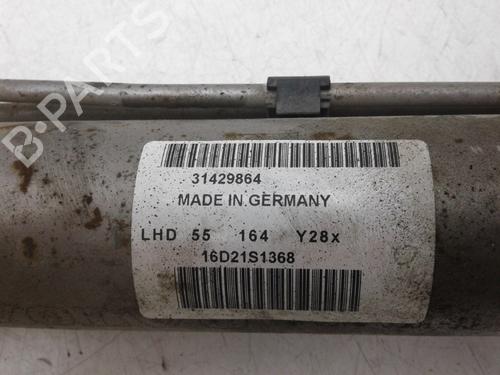 B-PARTS
31429864
MADE IN GERMANY
LHD 55 164 Y28x
16D21S1368